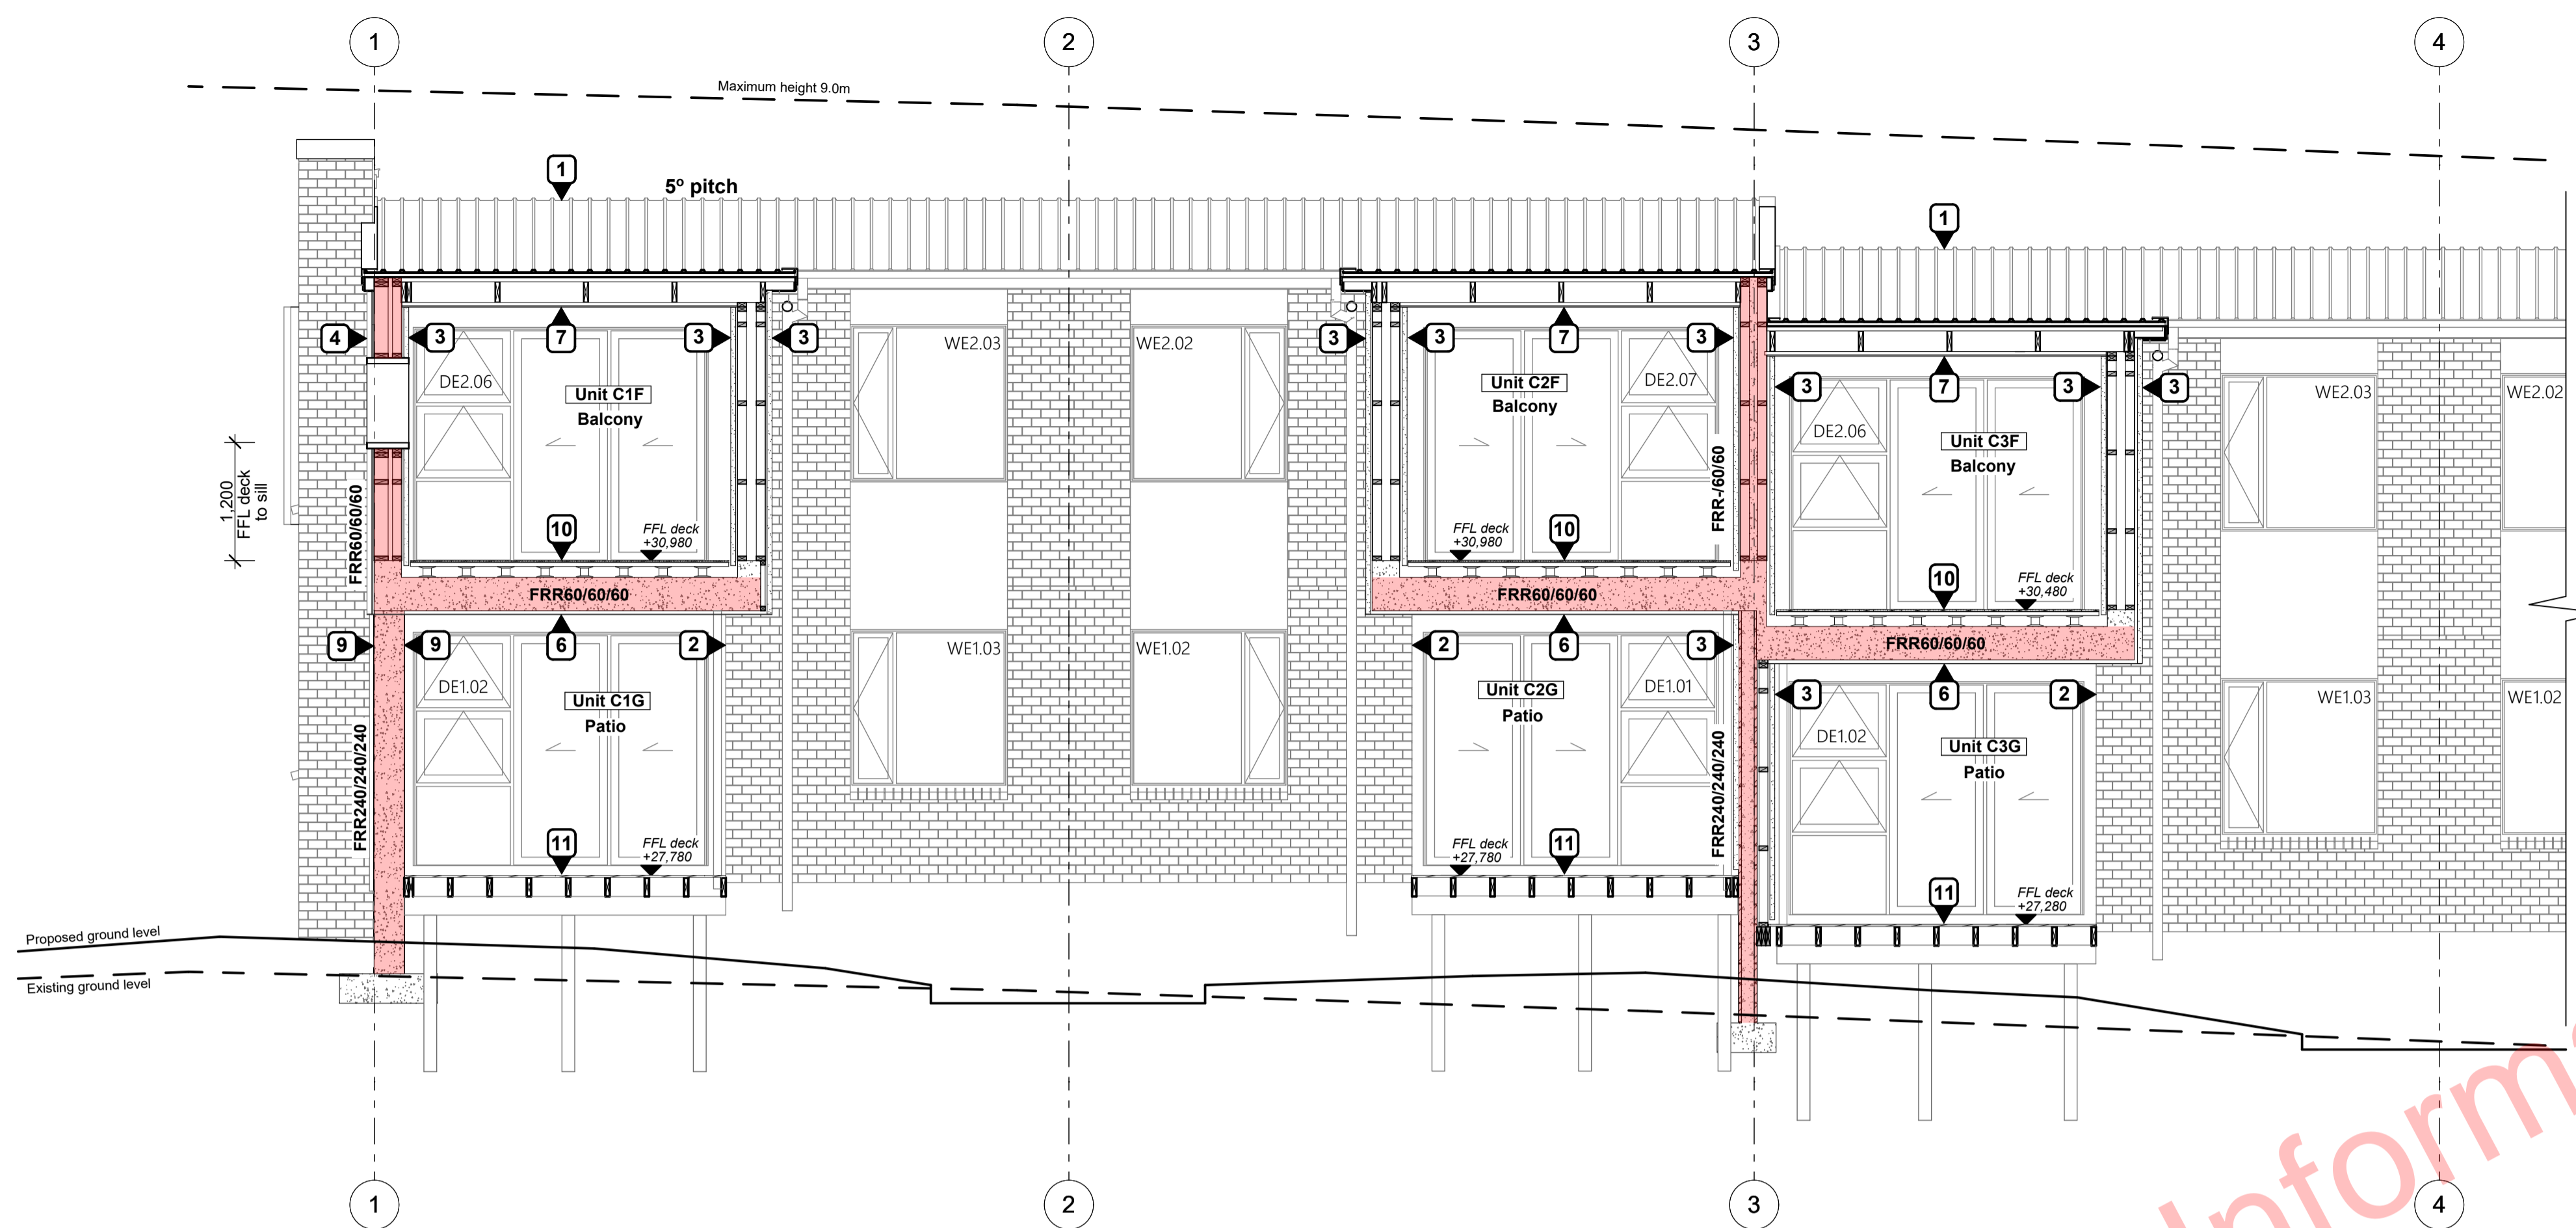 1
2
3
4
Maximum height 9.0m
1
5º pitch
1
4
3
7
3
3
DE2.06
Unit C1F
Balcony
WE2.03
WE2.02
3
3
7
3
Unit C2F
Balcony
DE2.07
3
7
3
3
DE2.06
Unit C3F
Balcony
WE2.03
WE2.02
1,200
FFL deck
to sill
FRR60/60/60
10
FFL deck
+30,980
FFL deck
+30,980
10
FRR-/60/60
10
FFL deck
+30,480
FRR60/60/60
FRR60/60/60
FRR60/60/60
9
9
6
2
DE1.02
Unit C1G
Patio
WE1.03
WE1.02
2
6
3
Unit C2G
Patio
DE1.01
3
6
2
DE1.02
Unit C3G
Patio
WE1.03
WE1.02
FRR240/240/240
11
FFL deck
+27,780
FFL deck
+27,780
11
FRR240/240/240
11
FFL deck
+27,280
Proposed ground level
Existing ground level
1
2
3
4